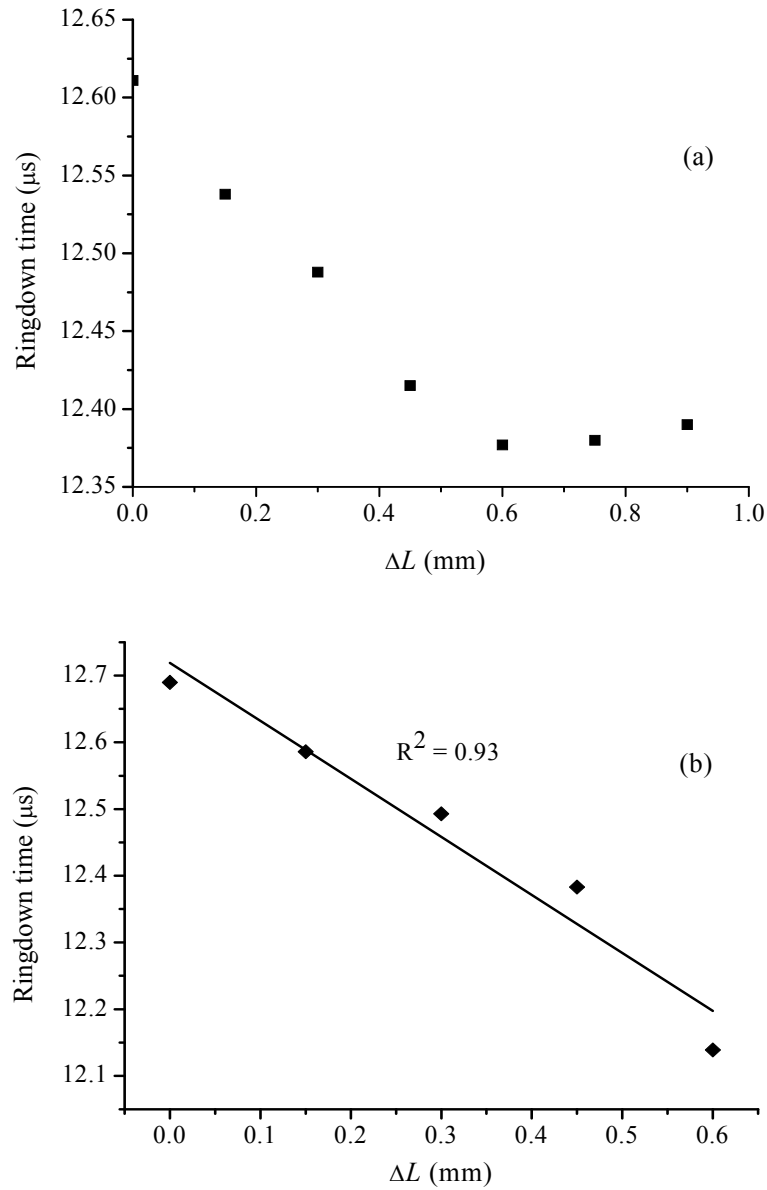 12.65
12.60
12.55
12.50
12.45
12.40
12.35
Ringdown time (μs)
(a)
0.0 0.2 0.4 0.6 0.8 1.0
ΔL (mm)
12.7
12.6
12.5
12.4
12.3
12.2
12.1
Ringdown time (μs)
R² = 0.93
(b)
0.0 0.1 0.2 0.3 0.4 0.5 0.6
ΔL (mm)